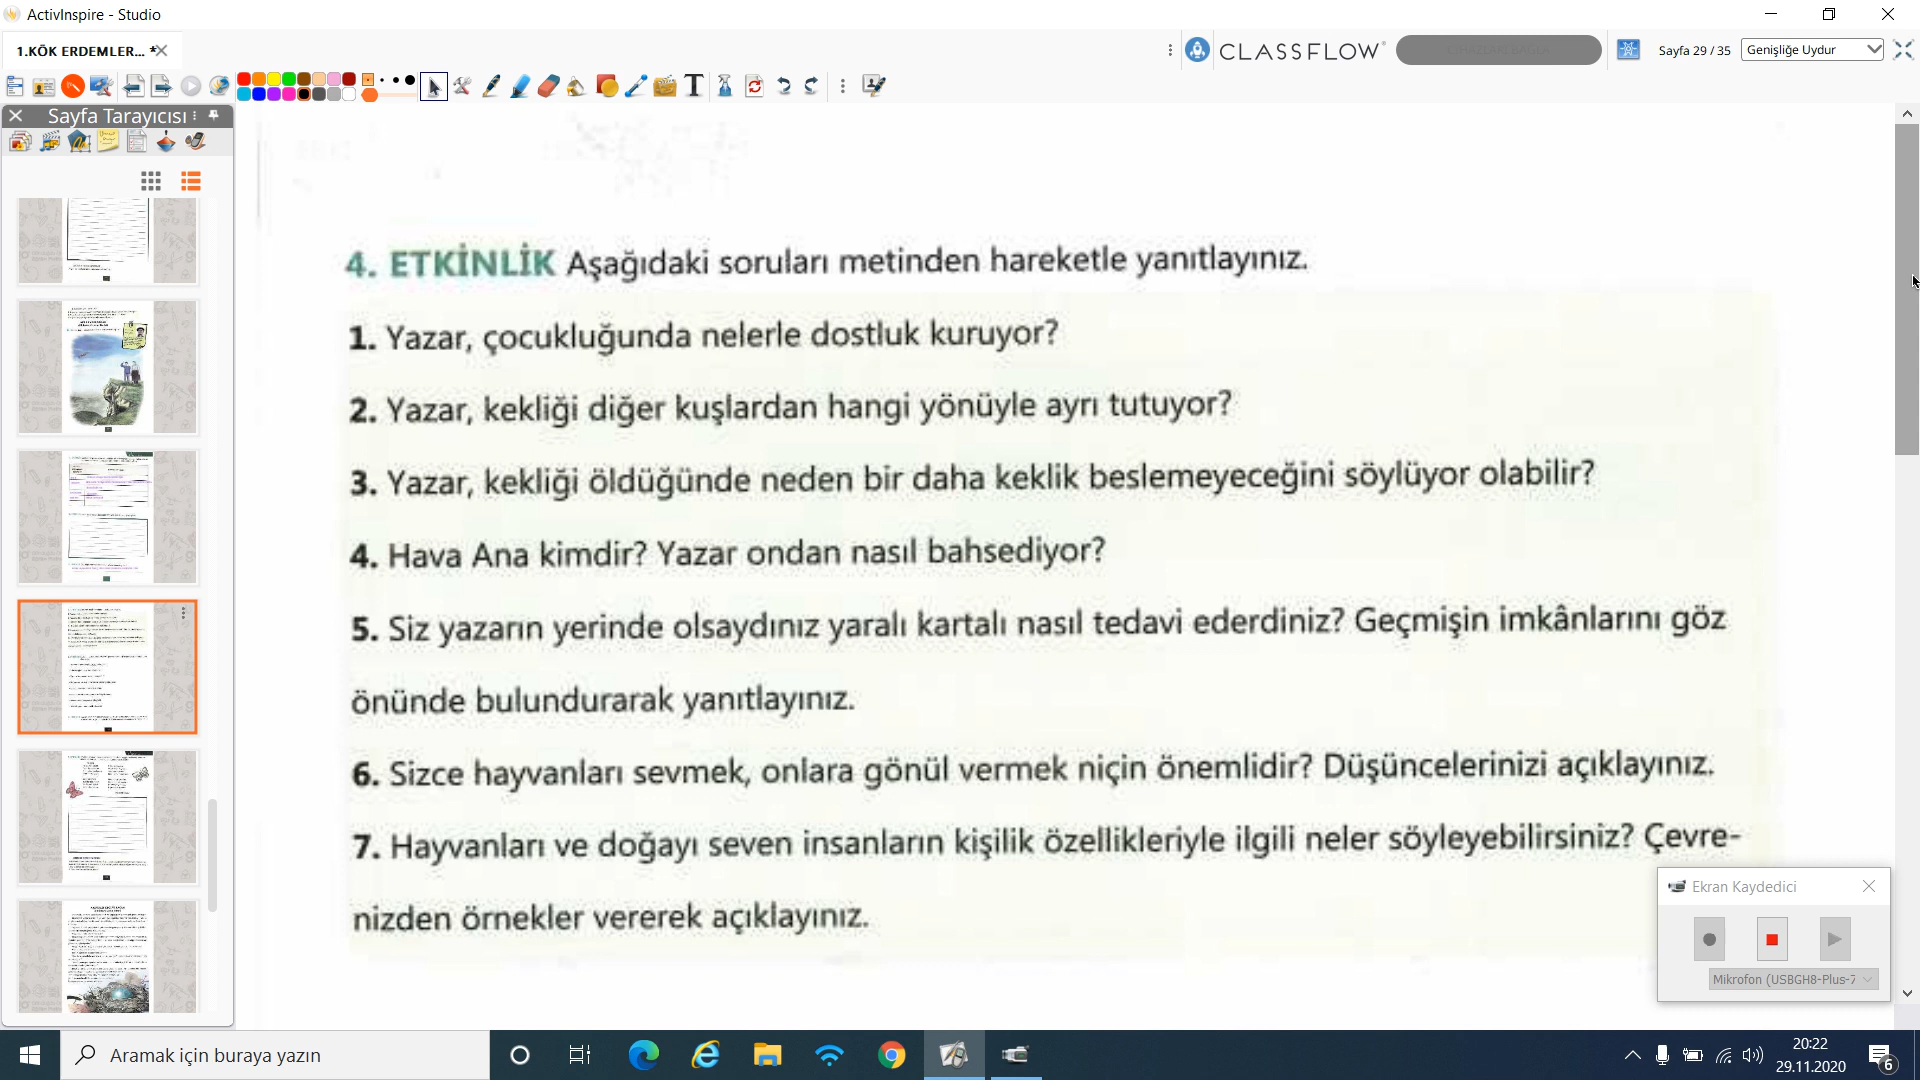 ActivInspire - Studio
1.KÖK ERDEMLER... *
CLASSFLOW
Sayfa 29 / 35
Genişliğe Uydur
Sayfa Tarayıcısı
4. ETKİNLİK Aşağıdaki soruları metinden hareketle yanıtlayınız.
1. Yazar, çocukluğunda nelerle dostluk kuruyor?
2. Yazar, kekliği diğer kuşlardan hangi yönüyle ayrı tutuyor?
3. Yazar, kekliği öldüğünde neden bir daha keklik beslemeyeceğini söylüyor olabilir?
4. Hava Ana kimdir? Yazar ondan nasıl bahsediyor?
5. Siz yazarın yerinde olsaydınız yaralı kartalı nasıl tedavi ederdiniz? Geçmişin imkânlarını göz
önünde bulundurarak yanıtlayınız.
6. Sizce hayvanları sevmek, onlara gönül vermek niçin önemlidir? Düşüncelerinizi açıklayınız.
7. Hayvanları ve doğayı seven insanların kişilik özellikleriyle ilgili neler söyleyebilirsiniz? Çevre-
nizden örnekler vererek açıklayınız.
Ekran Kaydedici
Mikrofon (USBGH8-Plus-7
Aramak için buraya yazın
20:22
29.11.2020
6